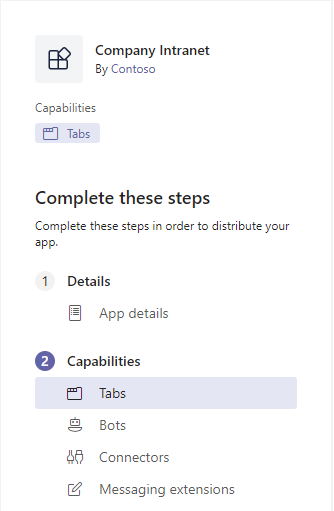 Company Intranet
By Contoso
Capabilities
Tabs
Complete these steps
Complete these steps in order to distribute your
app.
1 Details
App details
2 Capabilities
Tabs
Bots
Connectors
Messaging extensions